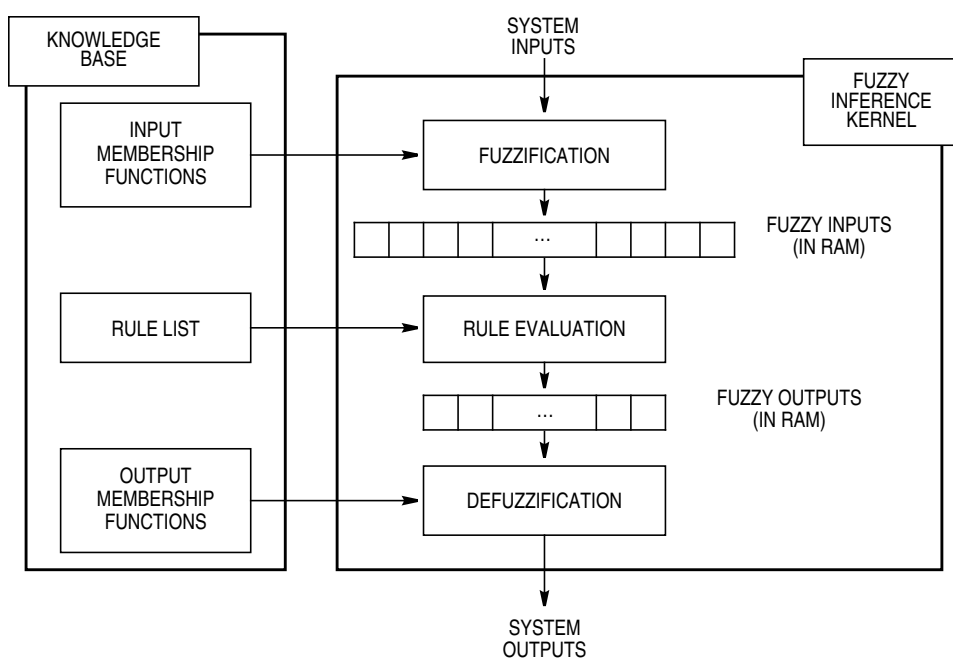 KNOWLEDGE
BASE
SYSTEM
INPUTS
FUZZY
INFERENCE
KERNEL
INPUT
MEMBERSHIP
FUNCTIONS
FUZZIFICATION
...
FUZZY INPUTS
(IN RAM)
RULE LIST
RULE EVALUATION
...
FUZZY OUTPUTS
(IN RAM)
OUTPUT
MEMBERSHIP
FUNCTIONS
DEFUZZIFICATION
SYSTEM
OUTPUTS